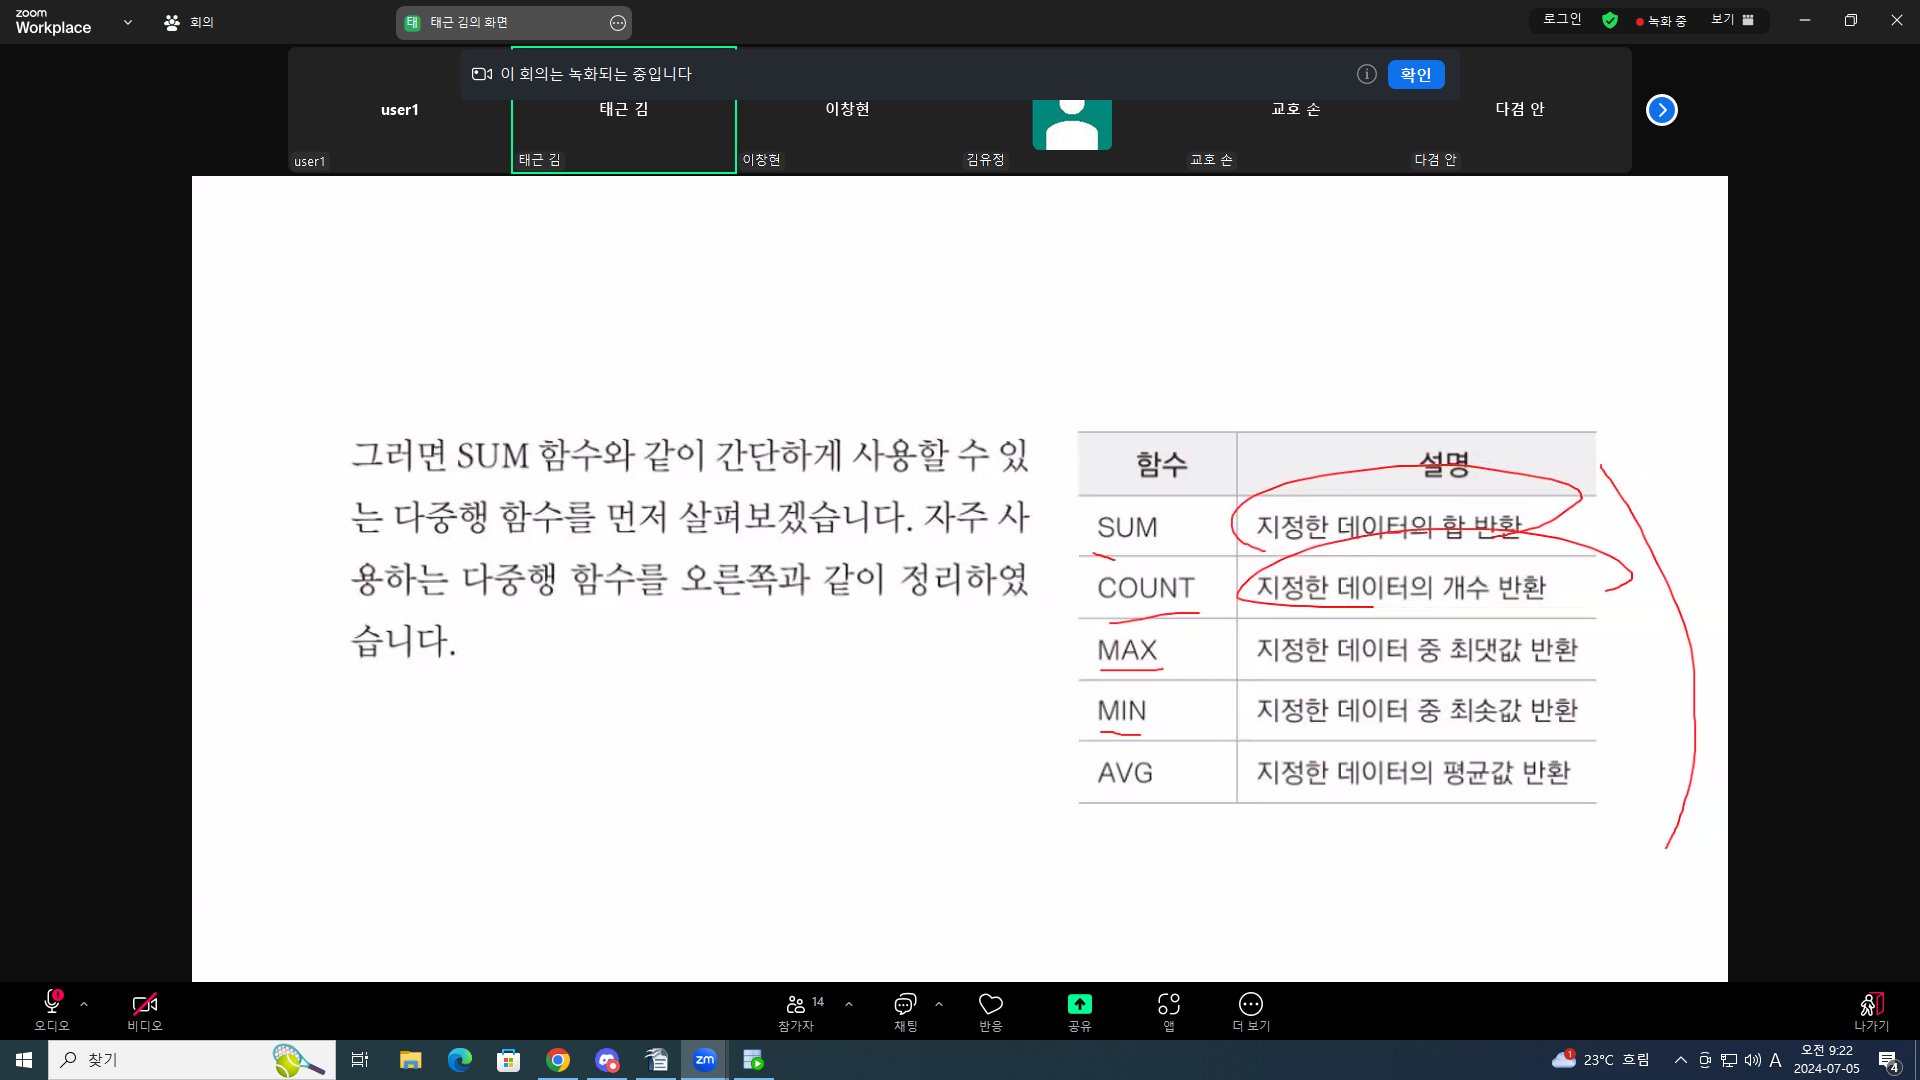 zoom
Workplace
회의
태 태근 김의 화면
로그인
녹화 중
보기
이 회의는 녹화되는 중입니다
확인
user1
태근 김
이창현
교호 손
다겸 안
user1
태근 김
이창현
김유정
교호 손
다겸 안
그러면 SUM 함수와 같이 간단하게 사용할 수 있
는 다중행 함수를 먼저 살펴보겠습니다. 자주 사
용하는 다중행 함수를 오른쪽과 같이 정리하였
습니다.
함수 설명
SUM 지정한 데이터의 합 반환
COUNT 지정한 데이터의 개수 반환
MAX 지정한 데이터 중 최댓값 반환
MIN 지정한 데이터 중 최솟값 반환
AVG 지정한 데이터의 평균값 반환
오디오
비디오
참가자 14
채팅
반응
공유
앱
더 보기
나가기
찾기
zm
1
23°C 흐림
A
오전 9:22
2024-07-05
4